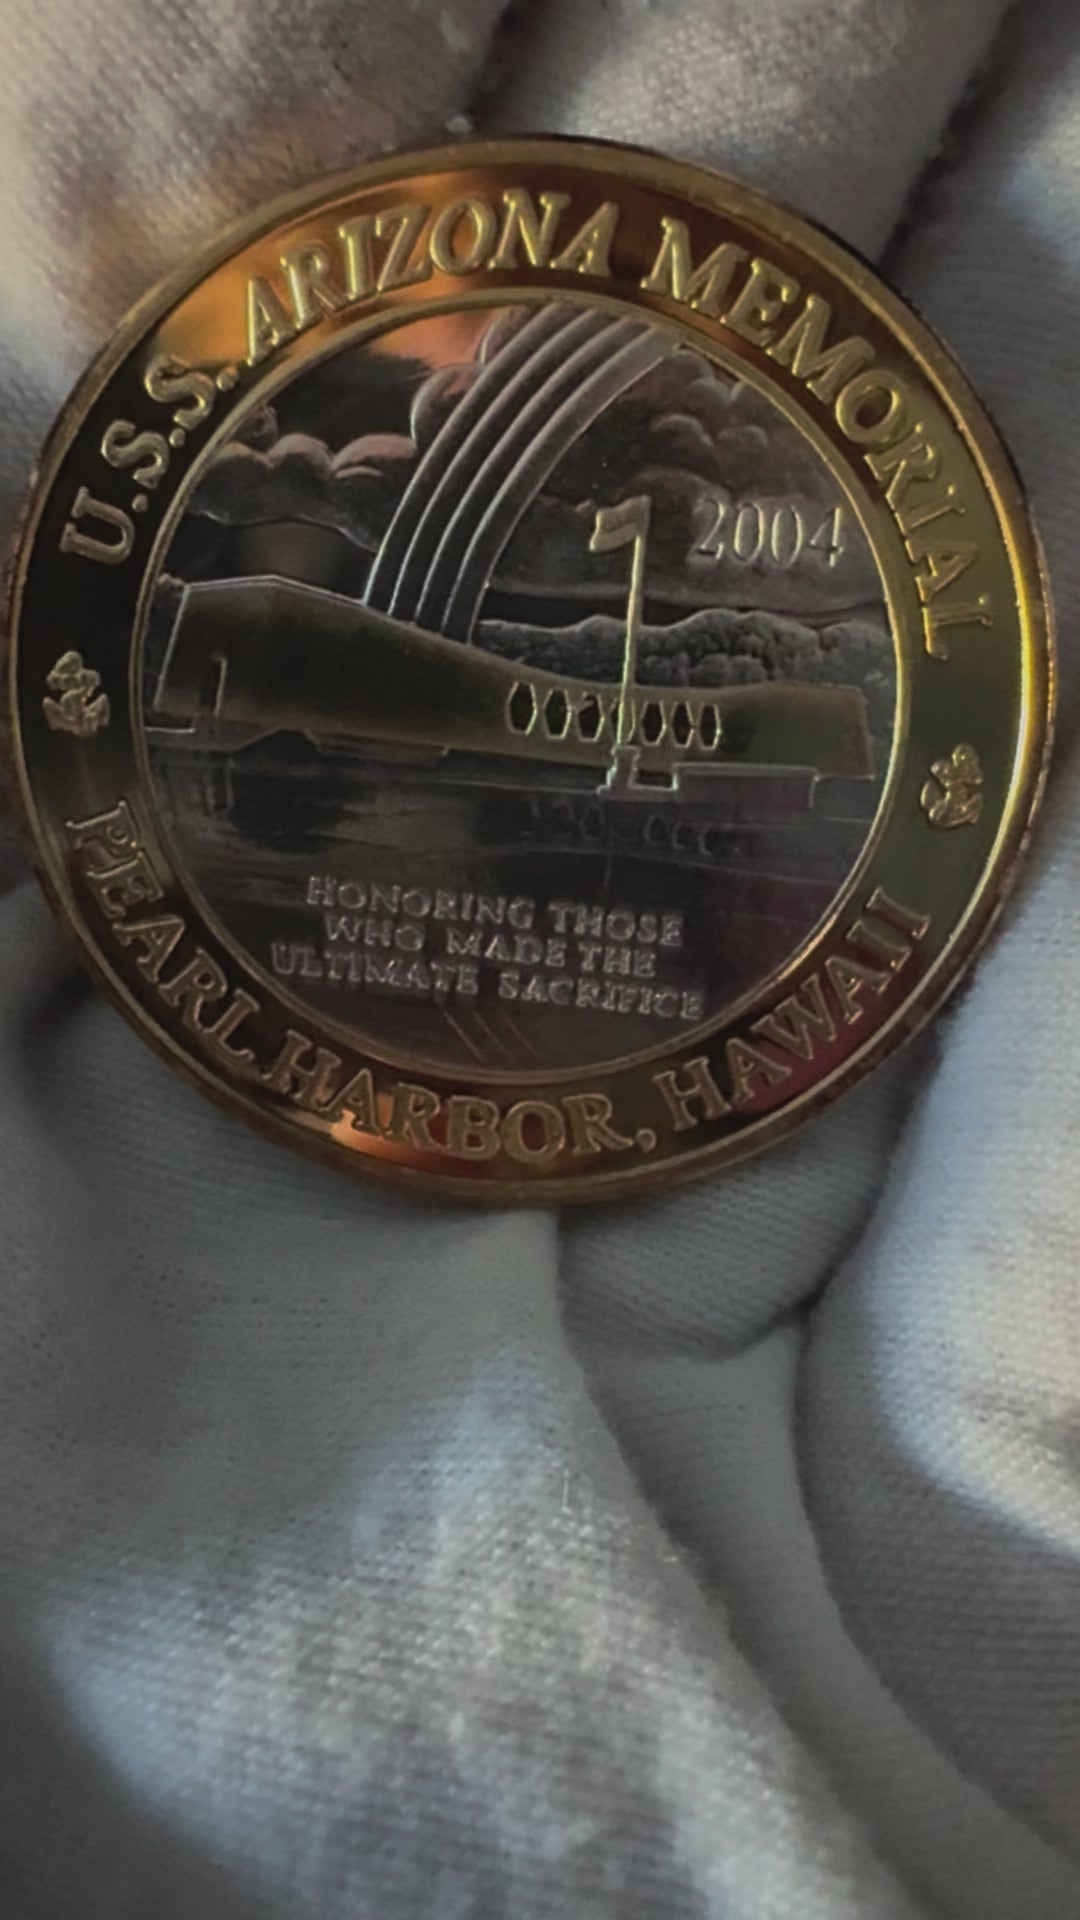 U.S.S. ARIZONA MEMORIAL
2004
HONORING THOSE
WHO MADE THE
ULTIMATE SACRIFICE
PEARL HARBOR, HAWAII